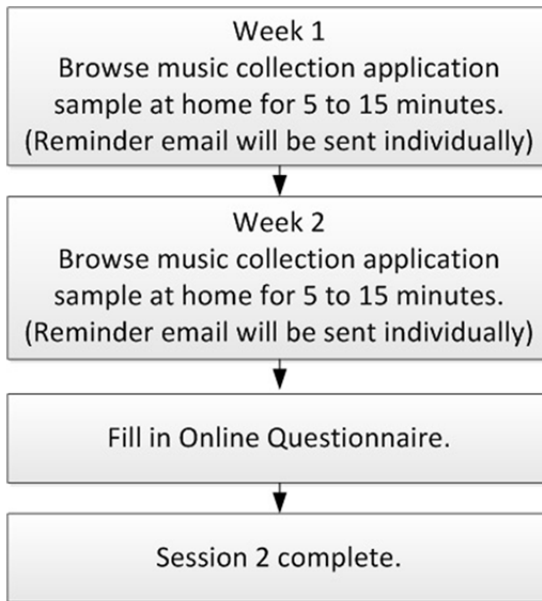 Week 1
Browse music collection application
sample at home for 5 to 15 minutes.
(Reminder email will be sent individually)
Week 2
Browse music collection application
sample at home for 5 to 15 minutes.
(Reminder email will be sent individually)
Fill in Online Questionnaire.
Session 2 complete.